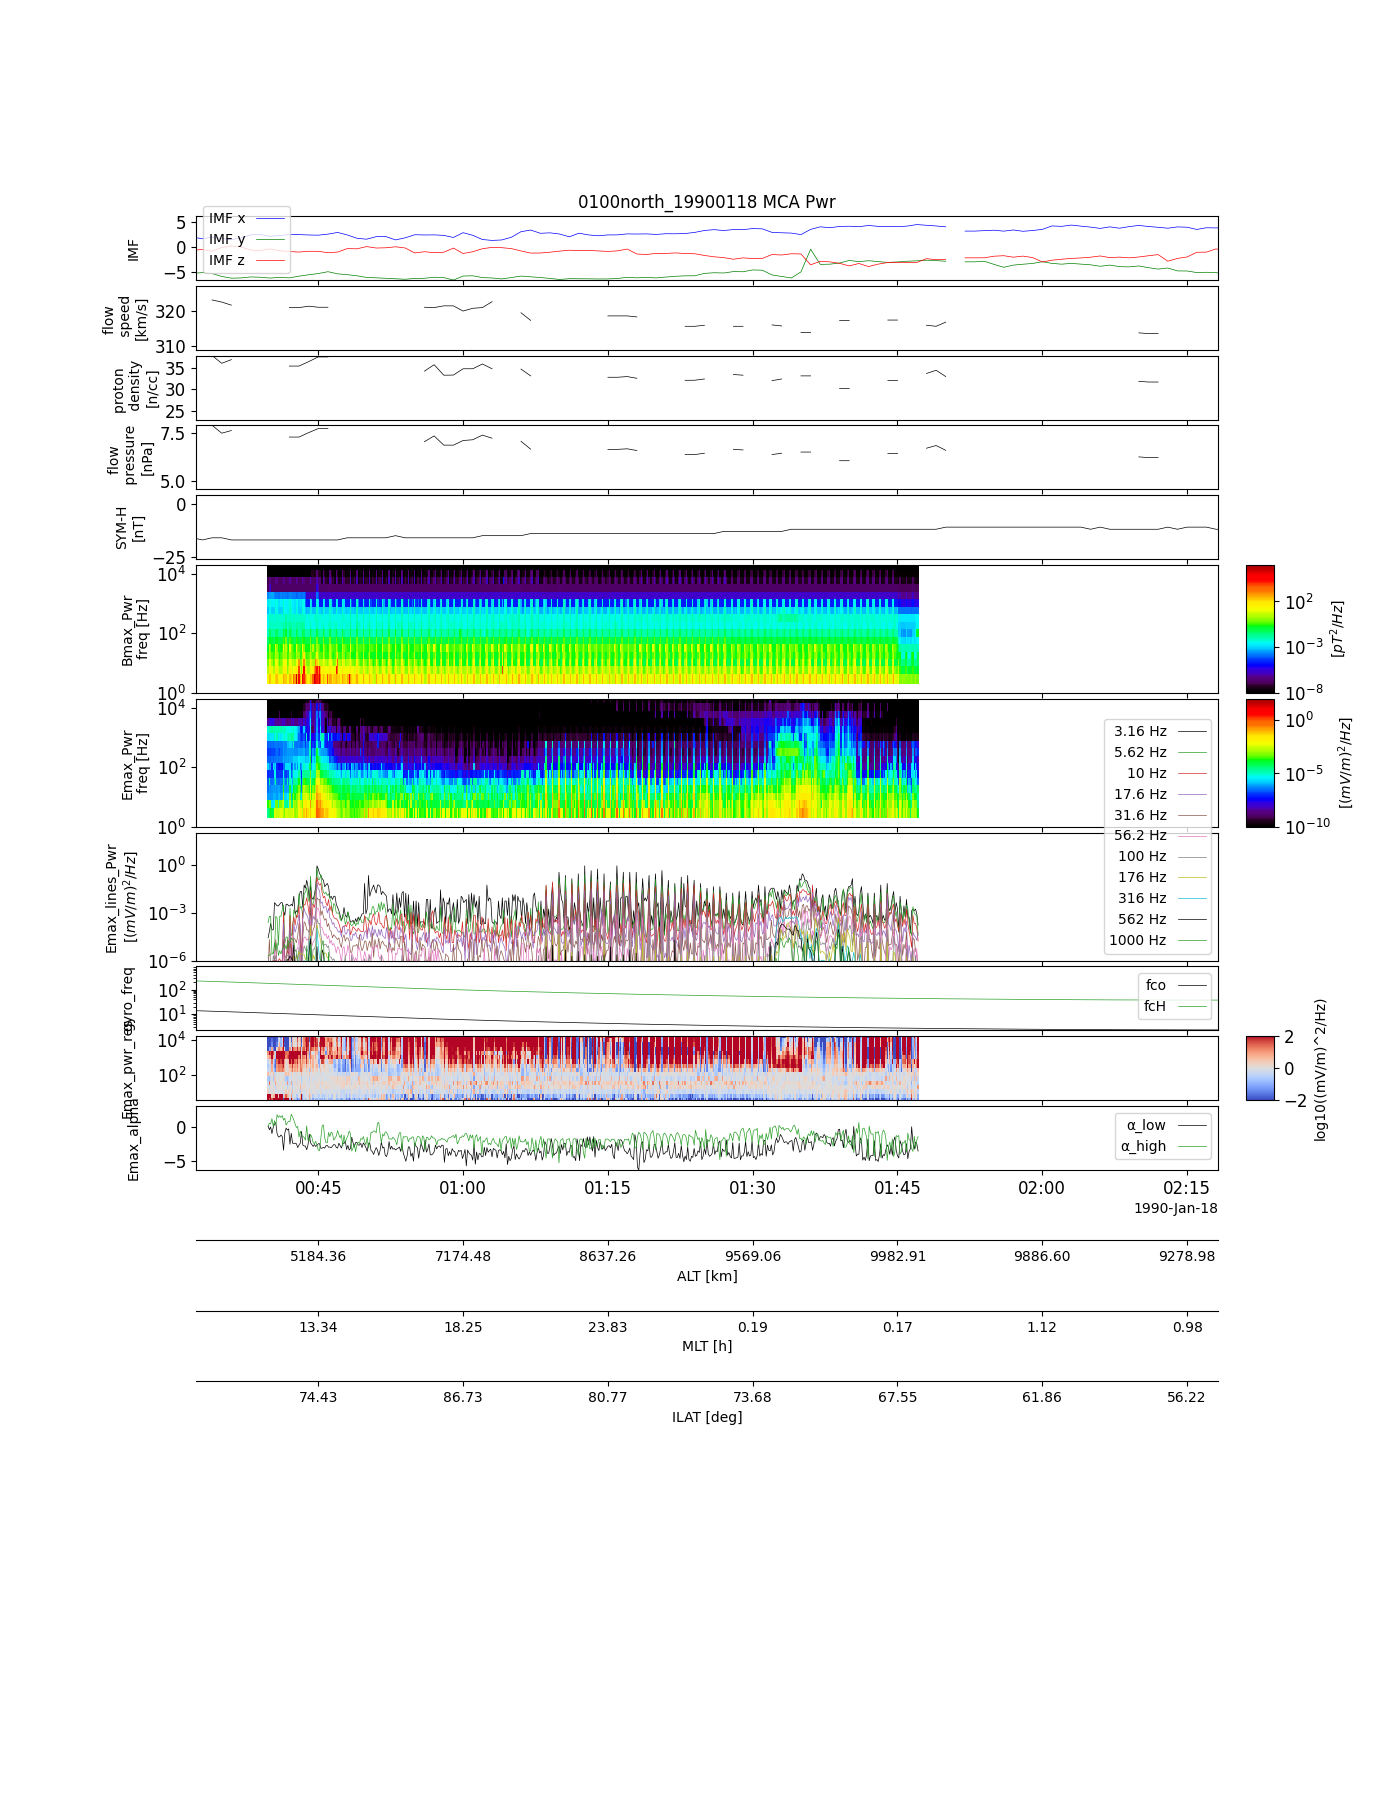 0100north_19900118 MCA Pwr
IMF
5
0
−5
IMF x
IMF y
IMF z
flow
speed
[km/s]
320
310
proton
density
[n/cc]
35
30
25
flow
pressure
[nPa]
7.5
5.0
SYM-H
[nT]
0
−25
Bmax_Pwr
freq [Hz]
10^4
10^2
10^0
10^2
10^−3
10^−8
[pT^2/Hz]
Emax_Pwr
freq [Hz]
10^4
10^2
10^0
10^0
10^−5
10^−10
[(mV/m)^2/Hz]
3.16 Hz
5.62 Hz
10 Hz
17.6 Hz
31.6 Hz
56.2 Hz
100 Hz
176 Hz
316 Hz
562 Hz
1000 Hz
Emax_lines_Pwr
[(mV/m)^2/Hz]
10^0
10^−3
10^−6
gyro_freq
10^2
10^1
fco
fcH
Emax_pwr_reg
10^4
10^2
2
0
−2
log10((mV/m)^2/Hz)
Emax_alpha
0
−5
α_low
α_high
00:45 01:00 01:15 01:30 01:45 02:00 02:15
1990-Jan-18
5184.36 7174.48 8637.26 9569.06 9982.91 9886.60 9278.98
ALT [km]
13.34 18.25 23.83 0.19 0.17 1.12 0.98
MLT [h]
74.43 86.73 80.77 73.68 67.55 61.86 56.22
ILAT [deg]